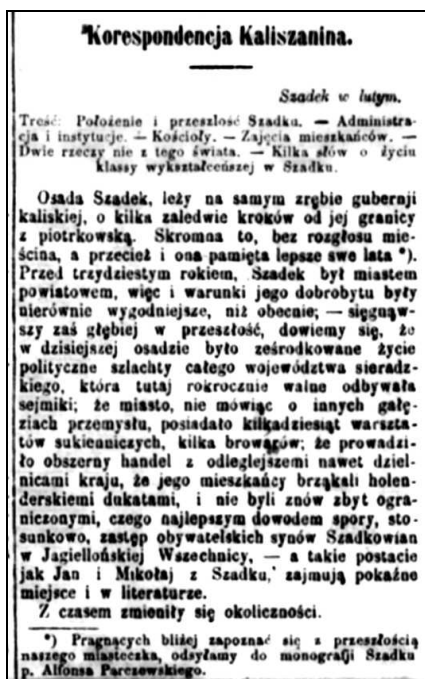 "Korespondencja Kaliszanina.
Szadek w lutym.
Treść: Położenie i przeszłość Szadku. — Administra-
cja i instytucje. — Kościoły. — Zajęcia mieszkańców. —
Dwie rzeczy nie z tego świata. — Kilka słów o życiu
klassy wykształceńszej w Szadku.
Osada Szadek, leży na samym zrębie gubernji
kaliskiej, o kilka zaledwie kroków od jej granicy
z piotrkowską. Skromna to, bez rozgłosu mie-
ścina, a przecież i ona pamięta lepsze swe lata *).
Przed trzydziestym rokiem, Szadek był miastem
powiatowem, więc i warunki jego dobrobytu były
nierównie wygodniejsze, niż obecnie; — sięgnąw-
szy zaś głębiej w przeszłość, dowiemy się, że
w dzisiejszej osadzie było ześrodkowane życie
polityczne szlachty całego województwa sieradz-
kiego, która tutaj rokrocznie walne odbywała
sejmiki; że miasto, nie mówiąc o innych gałę-
ziach przemysłu, posiadało kilkadziesiąt warszta-
tów sukienniczych, kilka browarów; że prowadzi-
ło obszerny handel z odleglejszemi nawet dziel-
nicami kraju, że jego mieszkańcy brząkali holen-
derskiemi dukatami, i nie byli znów zbyt ogra-
niczonymi, czego najlepszym dowodem spory, sto-
sunkowo, zastęp obywatelskich synów Szadkowian
w Jagiellońskiej Wszechnicy, — a takie postacie
jak Jan i Mikołaj z Szadku, zajmują pokaźne
miejsce i w literaturze.
Z czasem zmieniły się okoliczności.
*) Pragnących bliżej zapoznać się z przeszłością
naszego miasteczka, odsyłamy do monografji Szadku
p. Alfonsa Parczewskiego.